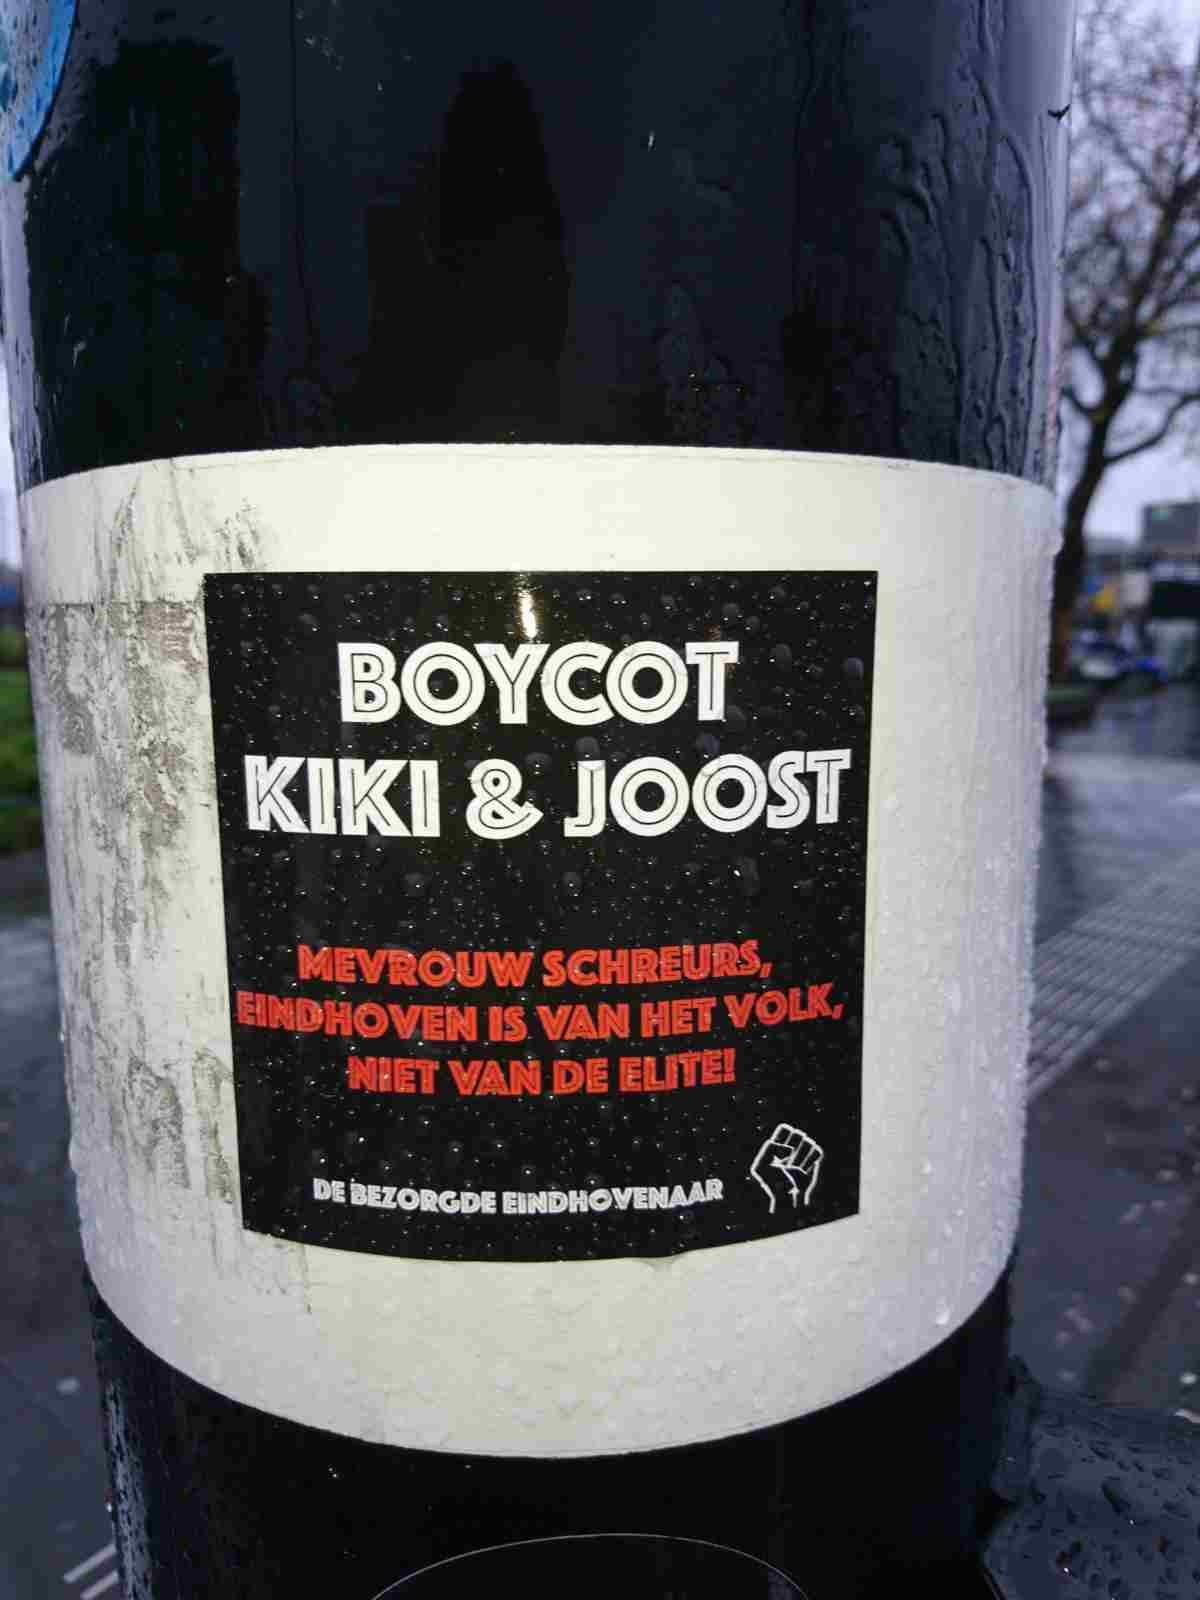 BOYCOT
KIKI & JOOST
MEVROUW SCHREURS,
EINDHOVEN IS VAN HET VOLK,
NIET VAN DE ELITE!
DE BEZORGDE EINDHOVENAAR